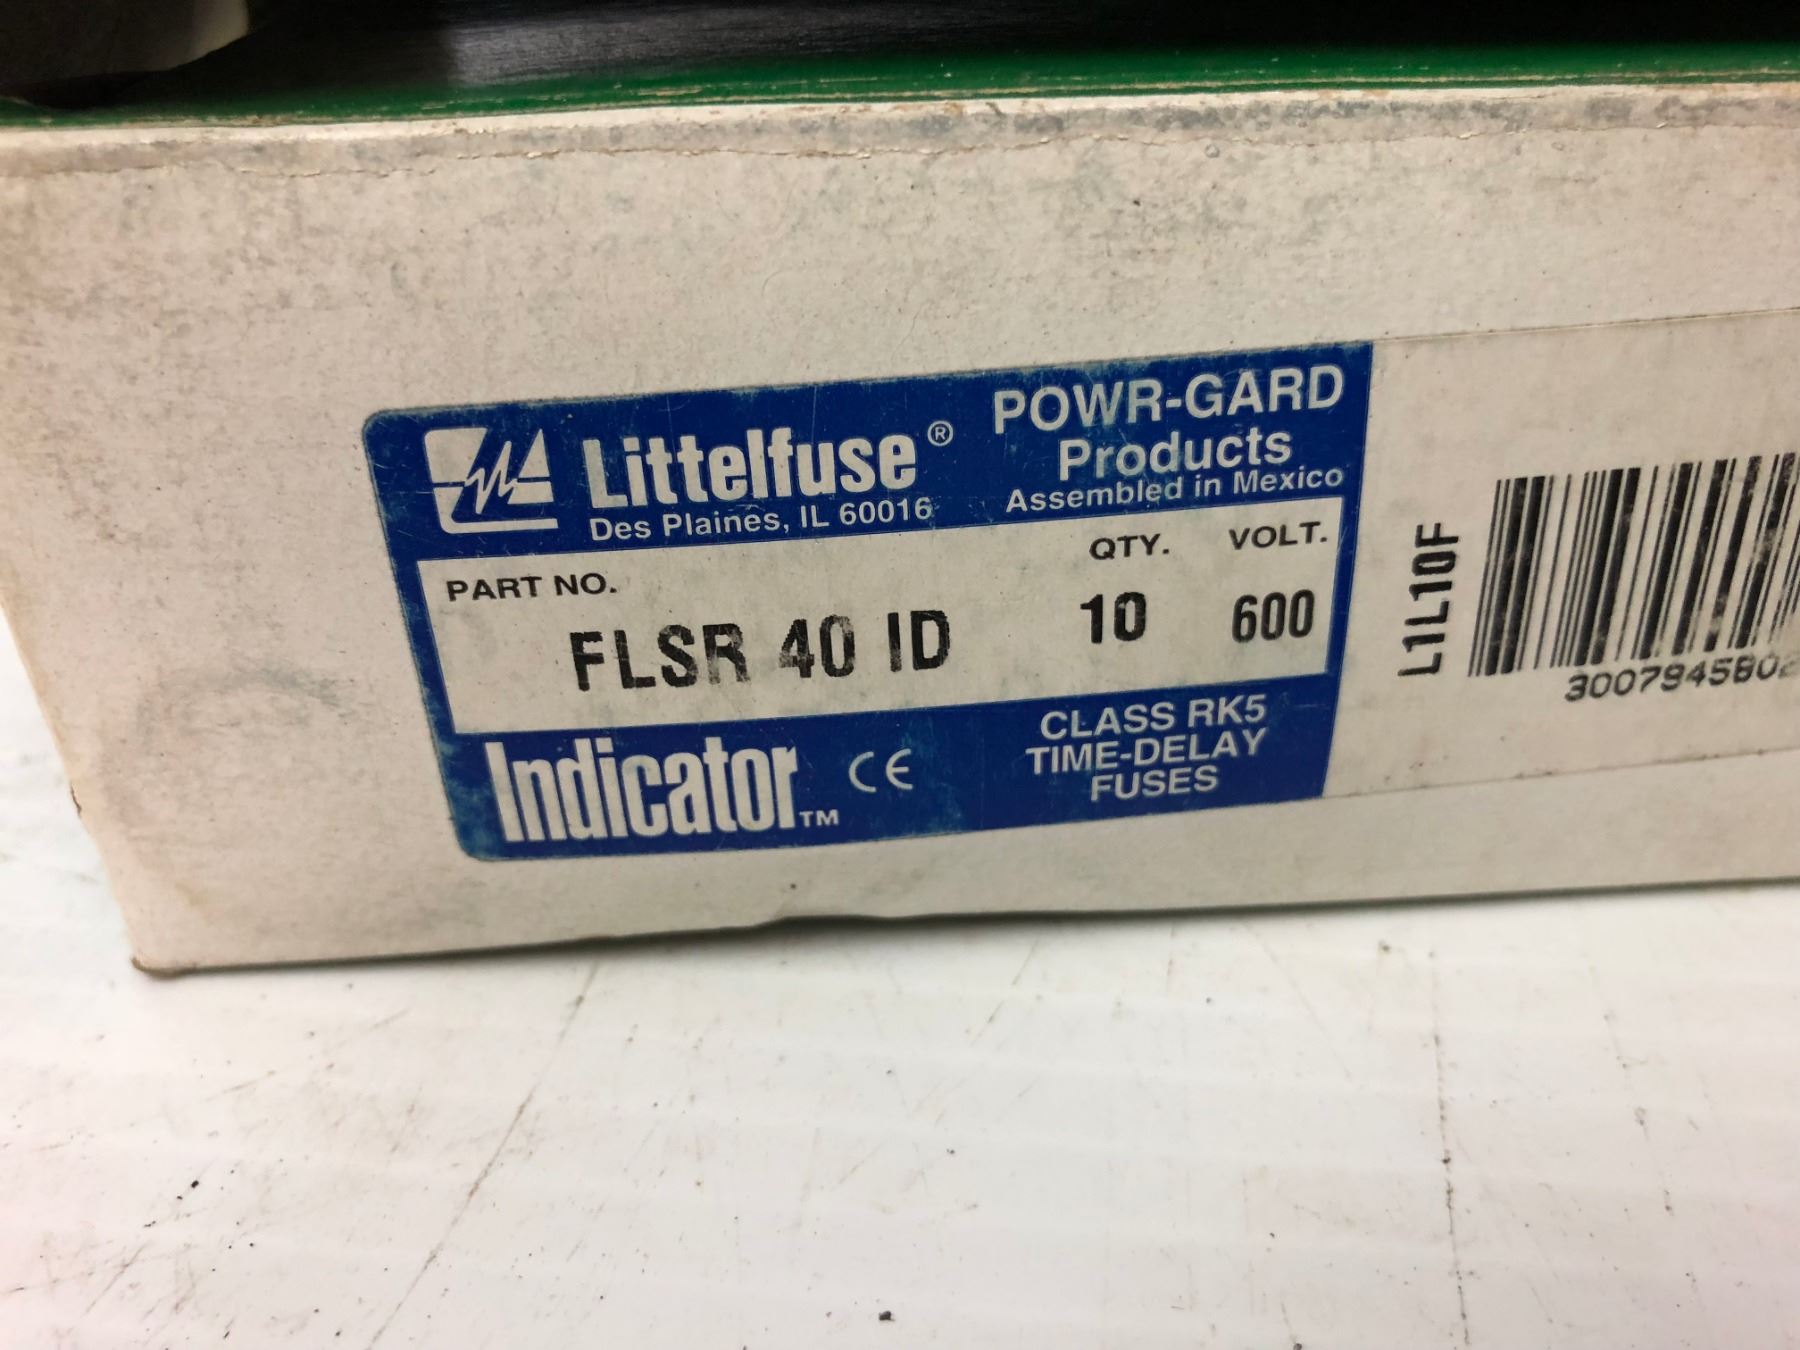 Littelfuse®
Des Plaines, IL 60016
POWR-GARD
Products
Assembled in Mexico
PART NO.
QTY.
VOLT.
FLSR 40 ID
10
600
Indicator™
CE
CLASS RK5
TIME-DELAY
FUSES
L1L10F